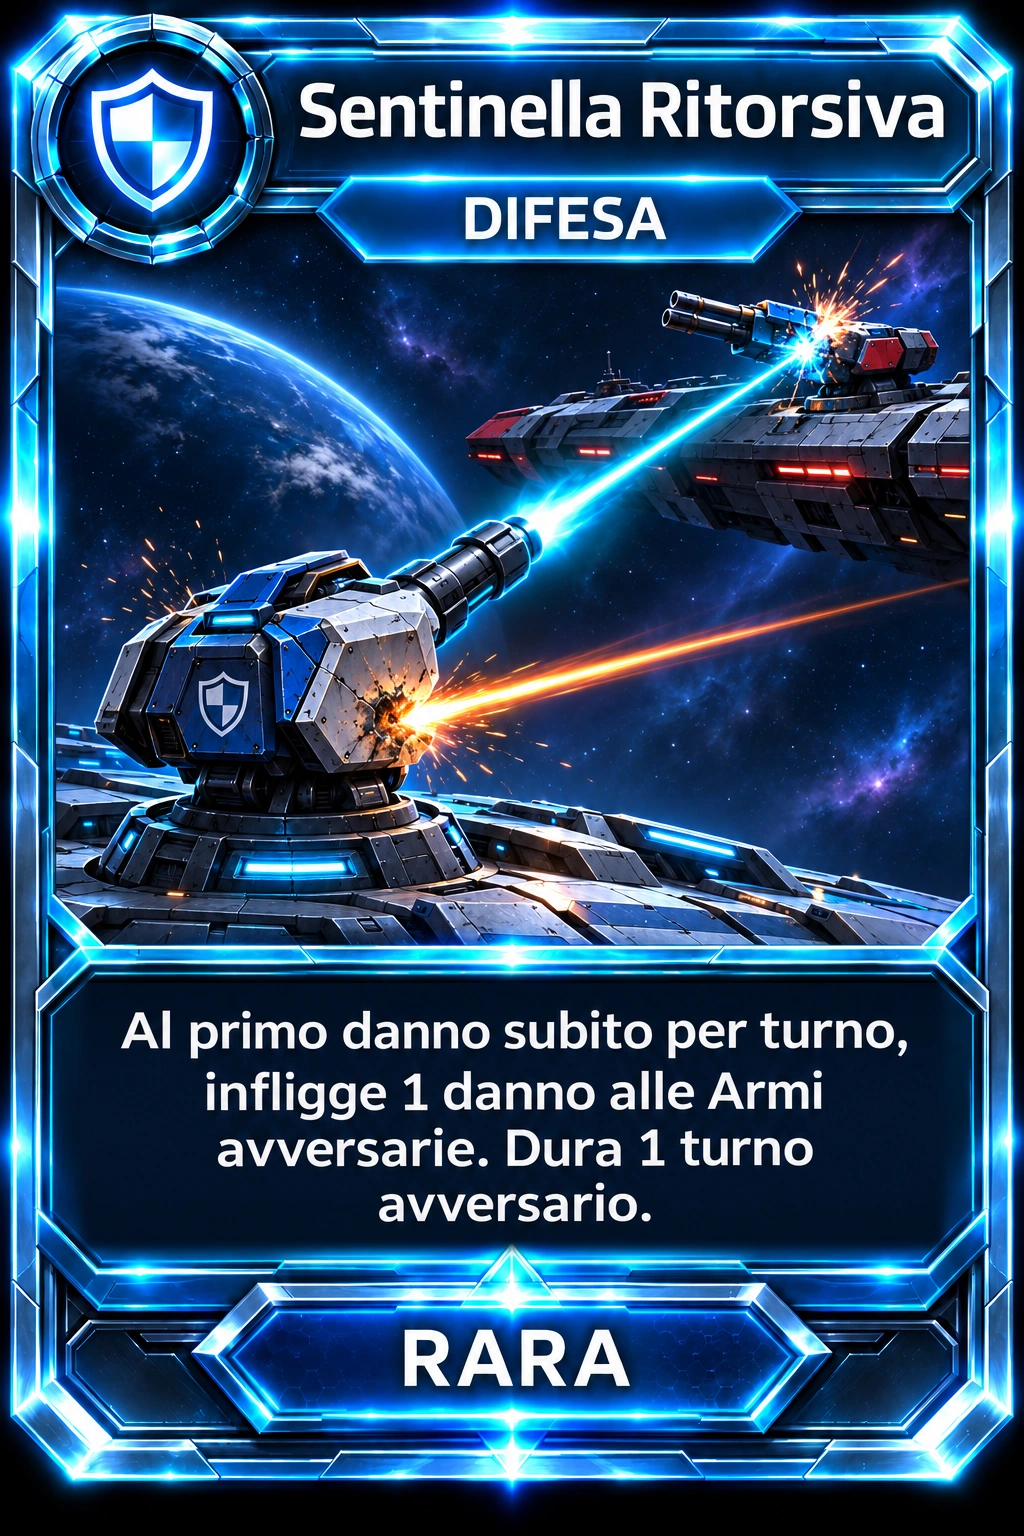 Sentinella Ritorsiva
DIFESA
Al primo danno subito per turno,
infligge 1 danno alle Armi
avversarie. Dura 1 turno
avversario.
RARA